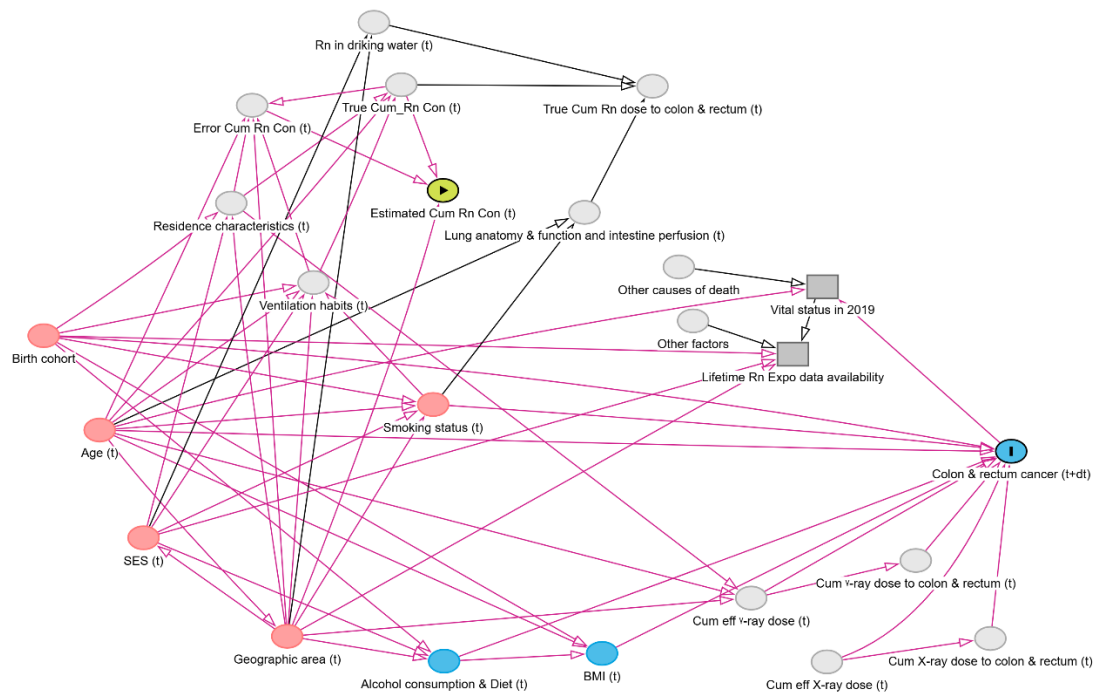 Rn in driking water (t)
True Cum_Rn Con (t)
True Cum Rn dose to colon & rectum (t)
Error Cum Rn Con (t)
Estimated Cum Rn Con (t)
Residence characteristics (t)
Lung anatomy & function and intestine perfusion (t)
Other causes of death
Ventilation habits (t)
Vital status in 2019
Other factors
Birth cohort
Lifetime Rn Expo data availability
Smoking status (t)
Age (t)
Colon & rectum cancer (t+dt)
SES (t)
Cum γ-ray dose to colon & rectum (t)
Cum eff γ-ray dose (t)
Geographic area (t)
Cum X-ray dose to colon & rectum (t)
BMI (t)
Alcohol consumption & Diet (t)
Cum eff X-ray dose (t)